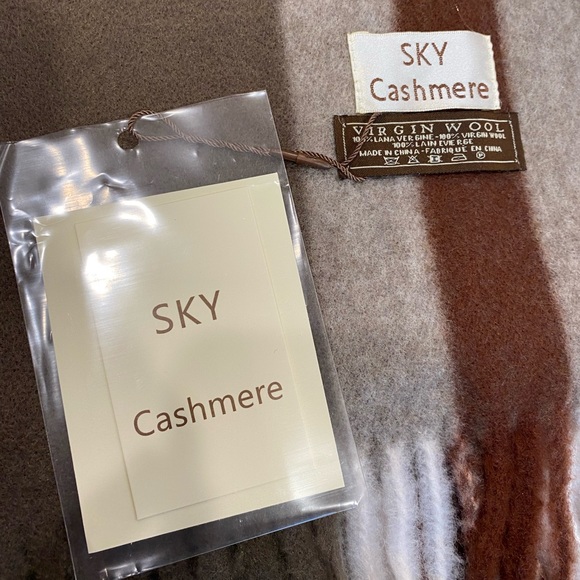 SKY
Cashmere
VIRGIN WOOL
100% LANA VERGINE - 100% VIRGIN WOOL
100% LAIN EVIERGE
MADE IN CHINA - FABRIQUE EN CHINA
SKY
Cashmere